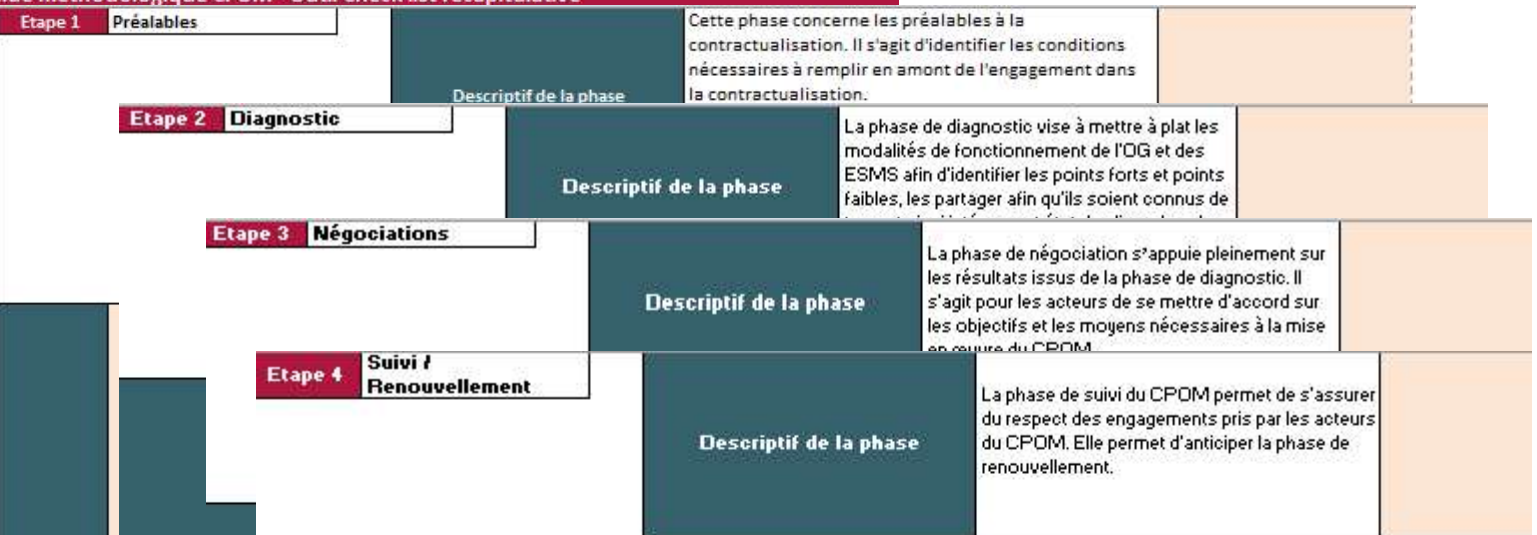 Etape 1 Préalables
Descriptif de la phase
Cette phase concerne les préalables à la
contractualisation. Il s'agit d'identifier les conditions
nécessaires à remplir en amont de l'engagement dans
la contractualisation.
Etape 2 Diagnostic
Descriptif de la phase
La phase de diagnostic vise à mettre à plat les
modalités de fonctionnement de l'OG et des
ESMS afin d'identifier les points forts et points
faibles, les partager afin qu'ils soient connus de
Etape 3 Négociations
Descriptif de la phase
La phase de négociation s'appuie pleinement sur
les résultats issus de la phase de diagnostic. Il
s'agit pour les acteurs de se mettre d'accord sur
les objectifs et les moyens nécessaires à la mise
en œuvre du CPOM
Etape 4 Suivi /
Renouvellement
Descriptif de la phase
La phase de suivi du CPOM permet de s'assurer
du respect des engagements pris par les acteurs
du CPOM. Elle permet d'anticiper la phase de
renouvellement.